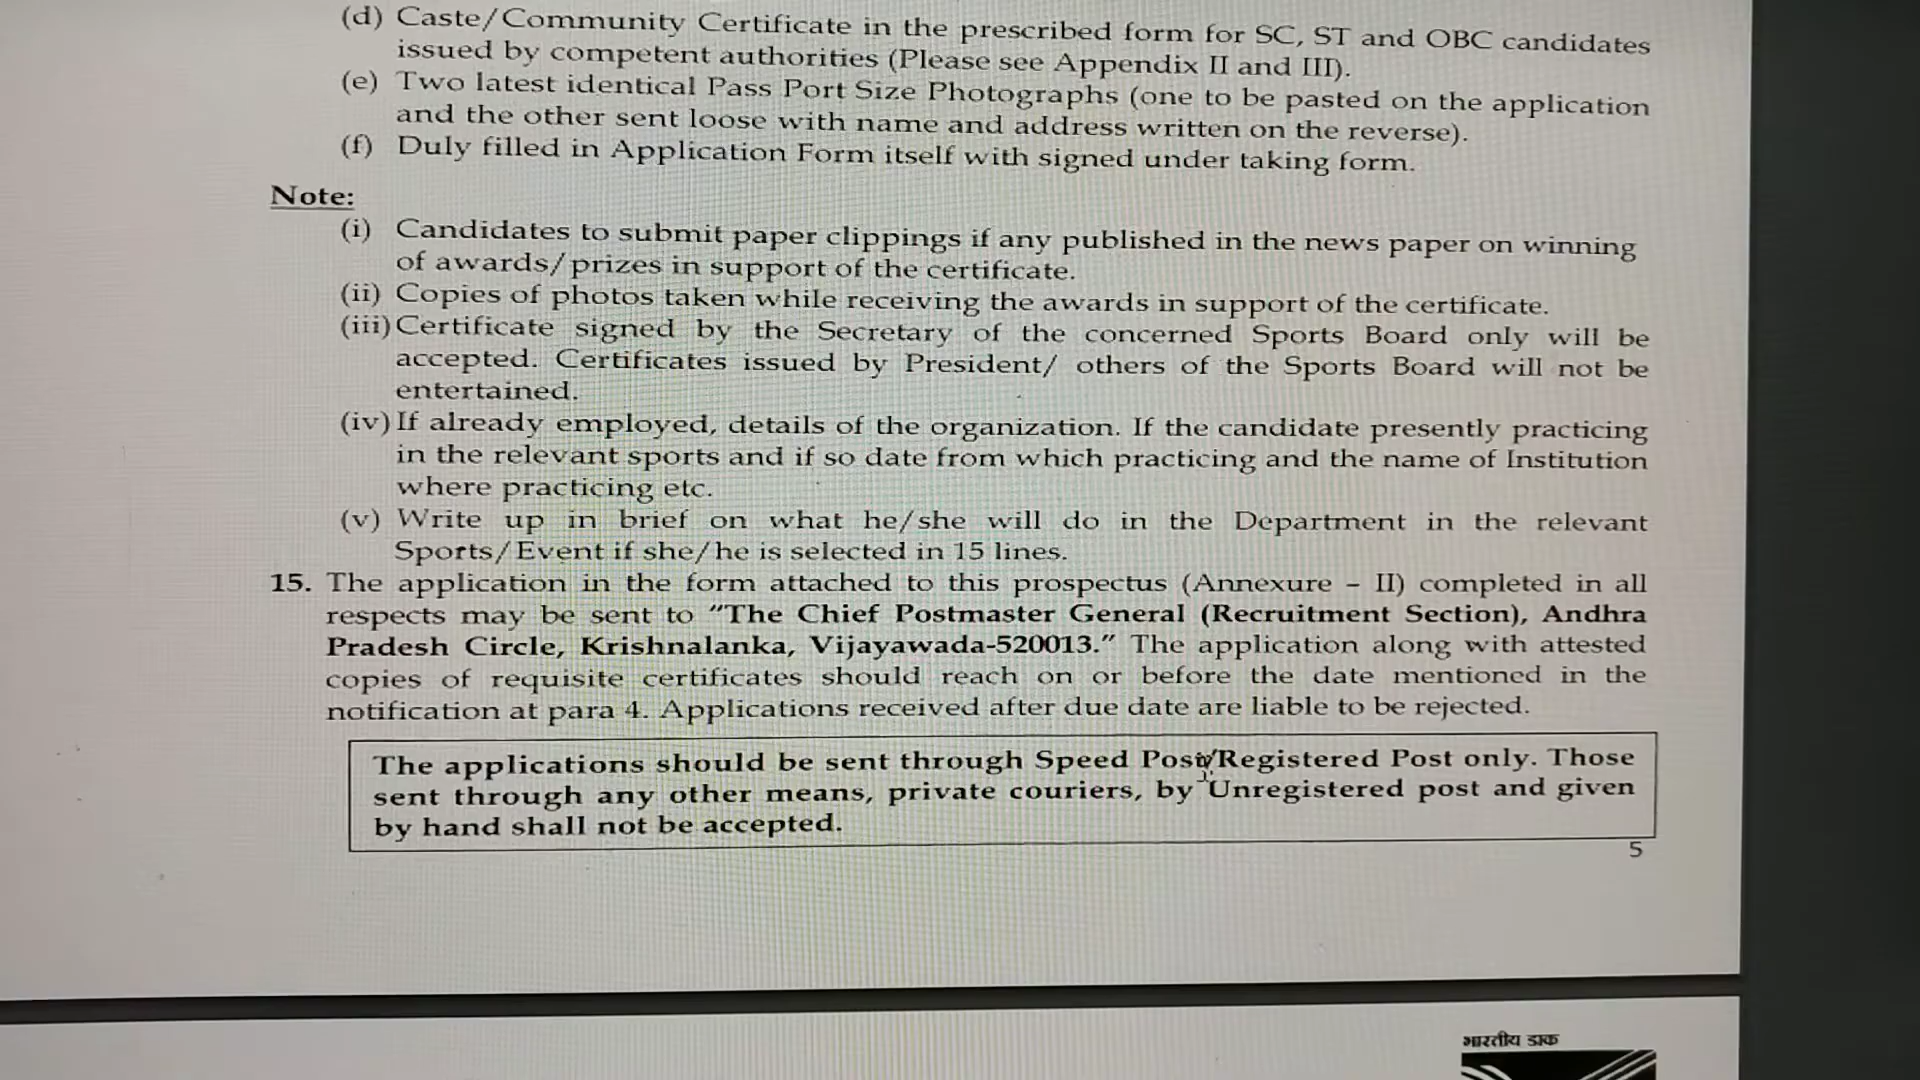 (d) Caste/Community Certificate in the prescribed form for SC, ST and OBC candidates
issued by competent authorities (Please see Appendix II and III).
(e) Two latest identical Pass Port Size Photographs (one to be pasted on the application
and the other sent loose with name and address written on the reverse).
(f) Duly filled in Application Form itself with signed under taking form.
Note:
(i) Candidates to submit paper clippings if any published in the news paper on winning
of awards/prizes in support of the certificate.
(ii) Copies of photos taken while receiving the awards in support of the certificate.
(iii) Certificate signed by the Secretary of the concerned Sports Board only will be
accepted. Certificates issued by President/ others of the Sports Board will not be
entertained.
(iv) If already employed, details of the organization. If the candidate presently practicing
in the relevant sports and if so date from which practicing and the name of Institution
where practicing etc.
(v) Write up in brief on what he/she will do in the Department in the relevant
Sports/Event if she/he is selected in 15 lines.
15. The application in the form attached to this prospectus (Annexure – II) completed in all
respects may be sent to "The Chief Postmaster General (Recruitment Section), Andhra
Pradesh Circle, Krishnalanka, Vijayawada-520013." The application along with attested
copies of requisite certificates should reach on or before the date mentioned in the
notification at para 4. Applications received after due date are liable to be rejected.
The applications should be sent through Speed Post/Registered Post only. Those
sent through any other means, private couriers, by Unregistered post and given
by hand shall not be accepted.
5
भारतीय डाक